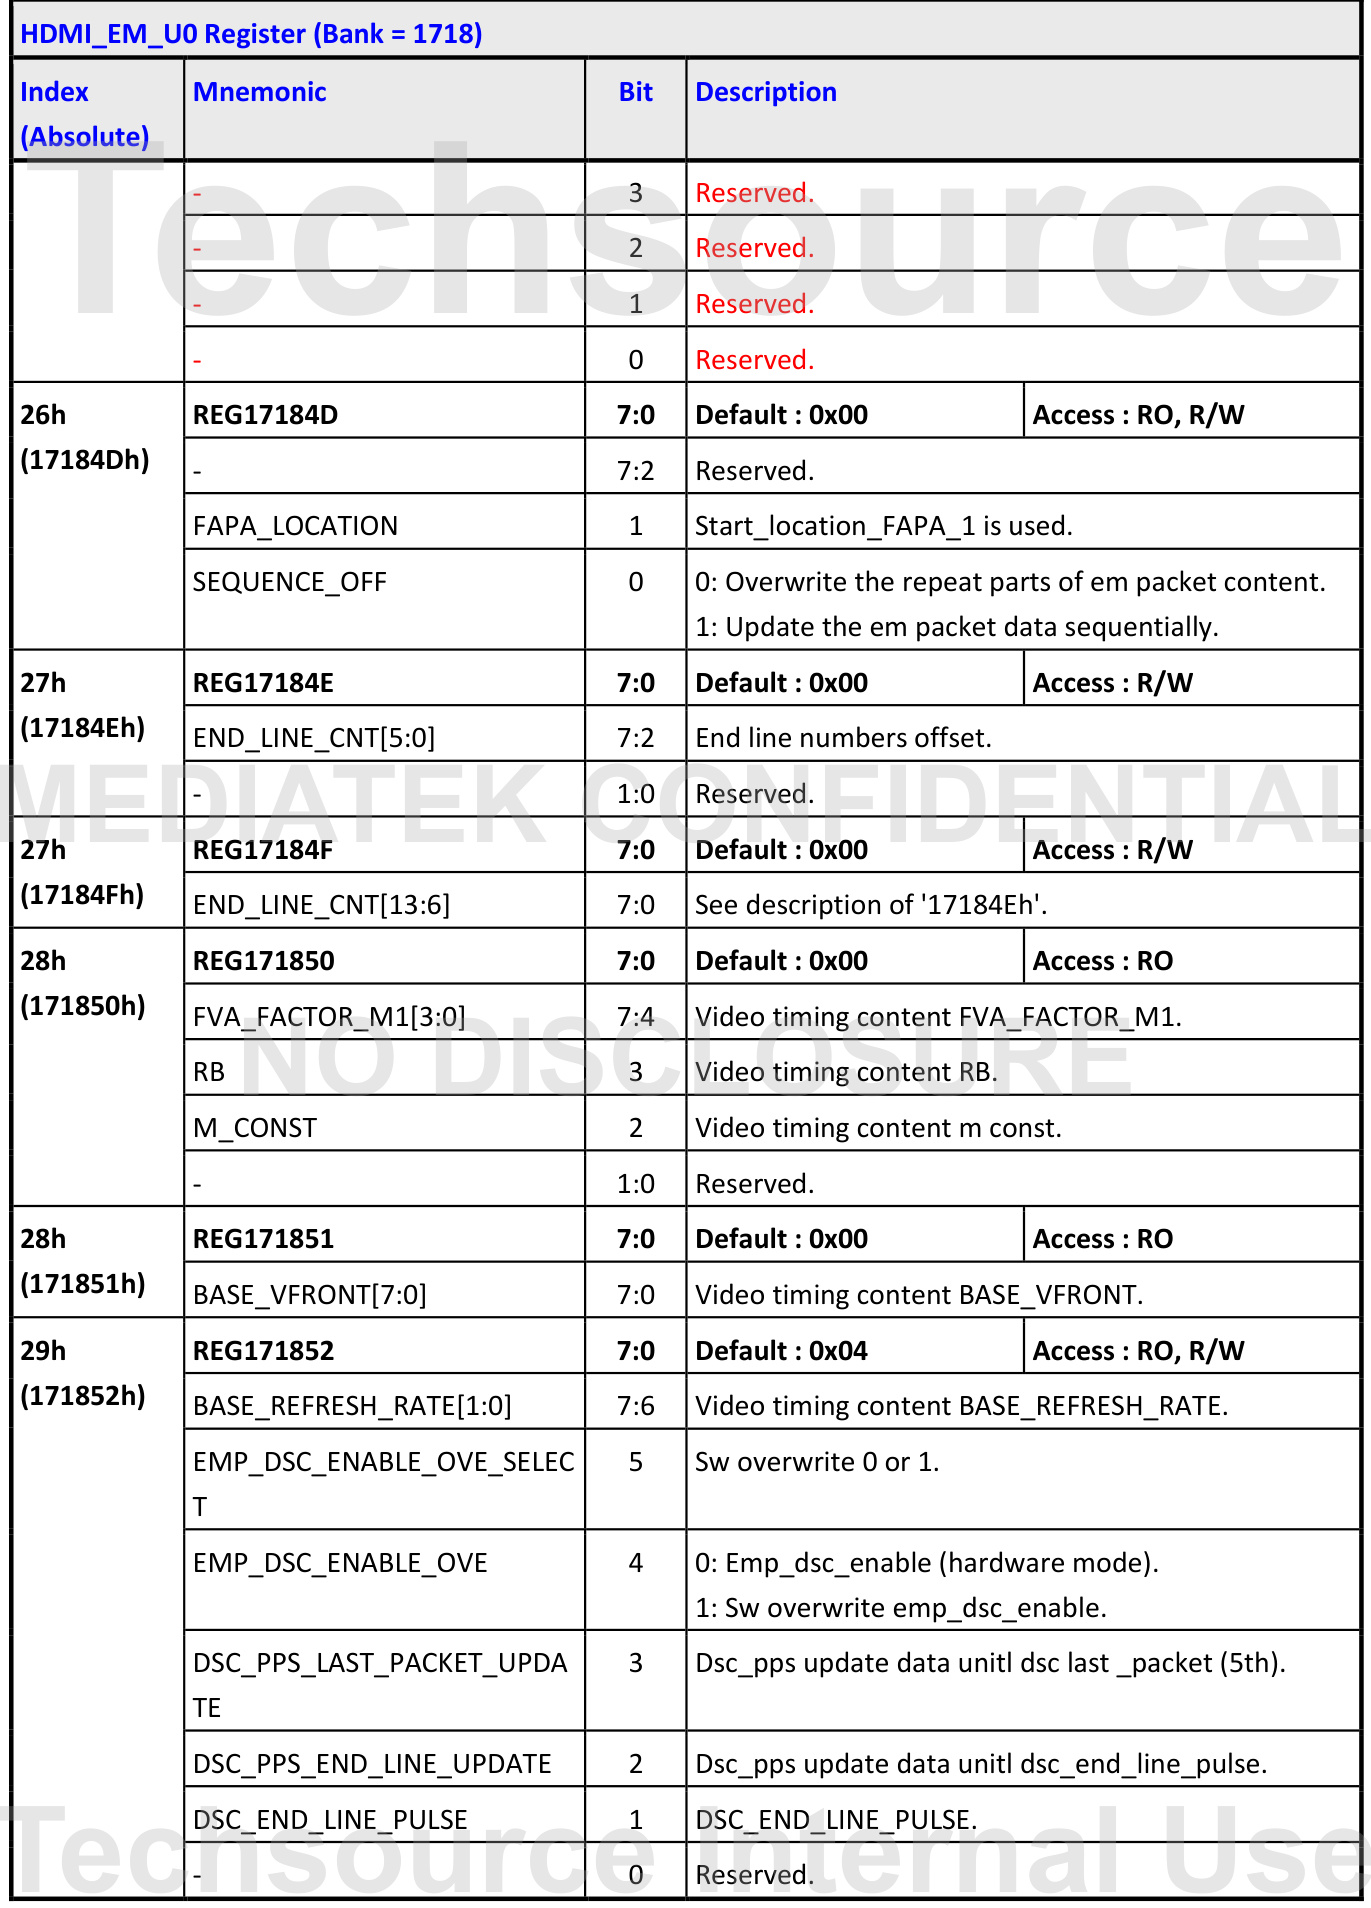 HDMI_EM_U0 Register (Bank = 1718)
Index (Absolute) Mnemonic Bit Description
- 3 Reserved.
- 2 Reserved.
- 1 Reserved.
- 0 Reserved.
26h (17184Dh) REG17184D 7:0 Default : 0x00 Access : RO, R/W
- 7:2 Reserved.
FAPA_LOCATION 1 Start_location_FAPA_1 is used.
SEQUENCE_OFF 0 0: Overwrite the repeat parts of em packet content.
1: Update the em packet data sequentially.
27h (17184Eh) REG17184E 7:0 Default : 0x00 Access : R/W
END_LINE_CNT[5:0] 7:2 End line numbers offset.
- 1:0 Reserved.
27h (17184Fh) REG17184F 7:0 Default : 0x00 Access : R/W
END_LINE_CNT[13:6] 7:0 See description of '17184Eh'.
28h (171850h) REG171850 7:0 Default : 0x00 Access : RO
FVA_FACTOR_M1[3:0] 7:4 Video timing content FVA_FACTOR_M1.
RB 3 Video timing content RB.
M_CONST 2 Video timing content m const.
- 1:0 Reserved.
28h (171851h) REG171851 7:0 Default : 0x00 Access : RO
BASE_VFRONT[7:0] 7:0 Video timing content BASE_VFRONT.
29h (171852h) REG171852 7:0 Default : 0x04 Access : RO, R/W
BASE_REFRESH_RATE[1:0] 7:6 Video timing content BASE_REFRESH_RATE.
EMP_DSC_ENABLE_OVE_SELEC
T 5 Sw overwrite 0 or 1.
EMP_DSC_ENABLE_OVE 4 0: Emp_dsc_enable (hardware mode).
1: Sw overwrite emp_dsc_enable.
DSC_PPS_LAST_PACKET_UPDA
TE 3 Dsc_pps update data unitl dsc last _packet (5th).
DSC_PPS_END_LINE_UPDATE 2 Dsc_pps update data unitl dsc_end_line_pulse.
DSC_END_LINE_PULSE 1 DSC_END_LINE_PULSE.
- 0 Reserved.
Techsource
MEDIATEK CONFIDENTIAL
NO DISCLOSURE
Techsource Internal Use